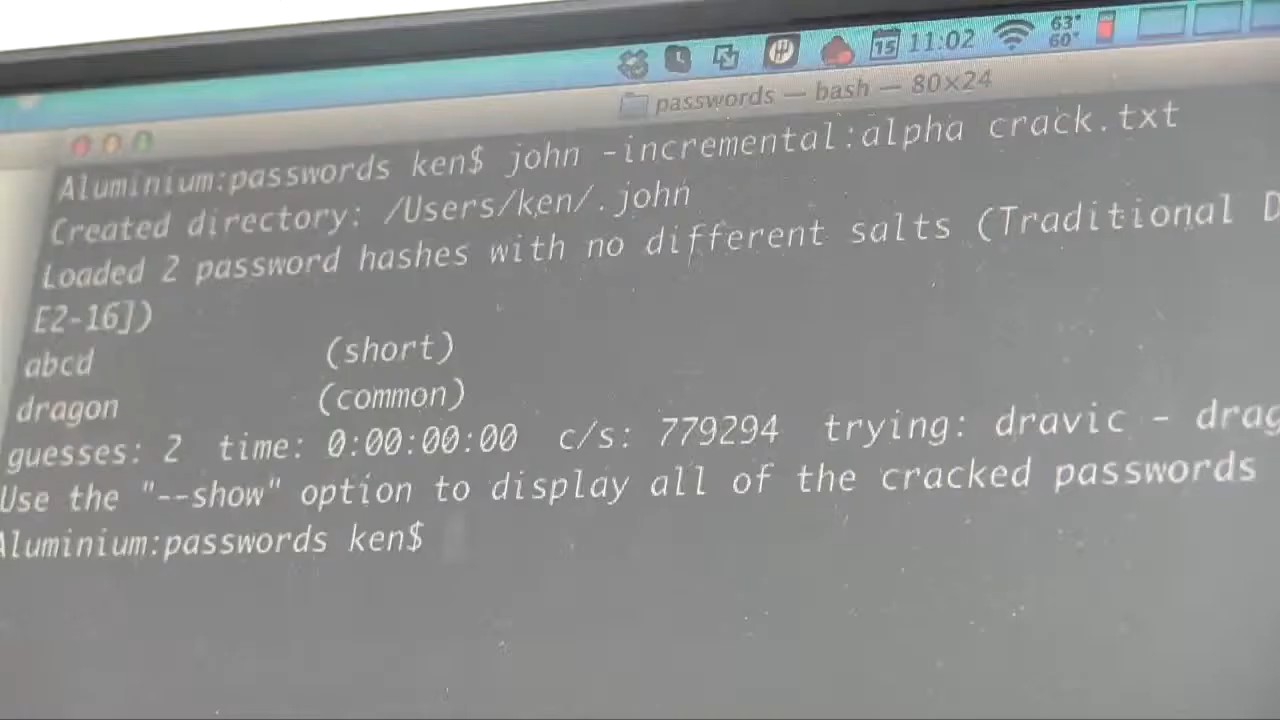 15 11:02 63° 60°
passwords — bash — 80×24
Aluminium:passwords ken$ john -incremental:alpha crack.txt
Created directory: /Users/ken/.john
Loaded 2 password hashes with no different salts (Traditional D
E2-16])
abcd (short)
dragon (common)
guesses: 2 time: 0:00:00:00 c/s: 779294 trying: dravic - drag
Use the "--show" option to display all of the cracked passwords
Aluminium:passwords ken$